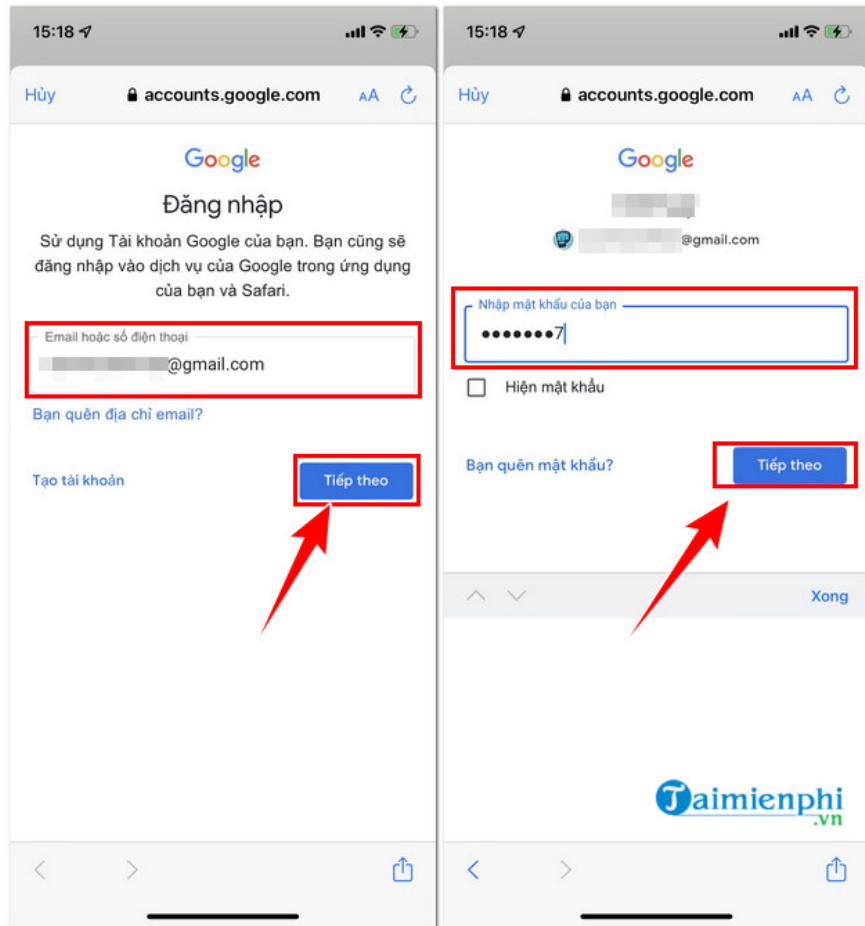 15:18
Hủy
accounts.google.com
AA
Google
Đăng nhập
Sử dụng Tài khoản Google của bạn. Bạn cũng sẽ
đăng nhập vào dịch vụ của Google trong ứng dụng
của bạn và Safari.
Email hoặc số điện thoại
@gmail.com
Bạn quên địa chỉ email?
Tạo tài khoản
Tiếp theo
15:18
Hủy
accounts.google.com
AA
Google
@gmail.com
Nhập mật khẩu của bạn
•••••••7
Hiện mật khẩu
Bạn quên mật khẩu?
Tiếp theo
Xong
Taimienphi
.vn